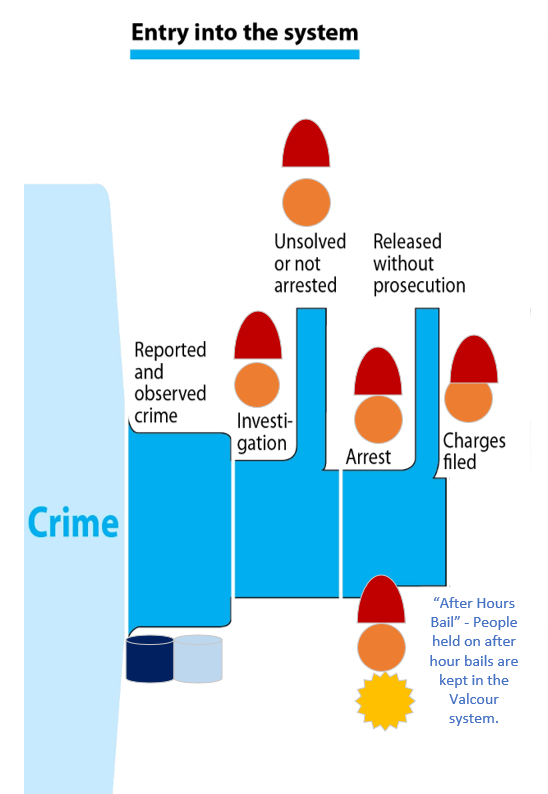 Entry into the system
Unsolved
or not
arrested
Released
without
prosecution
Reported
and
observed
crime
Investi-
gation
Arrest
Charges
filed
Crime
“After Hours
Bail” - People
held on after
hour bails are
kept in the
Valcour
system.